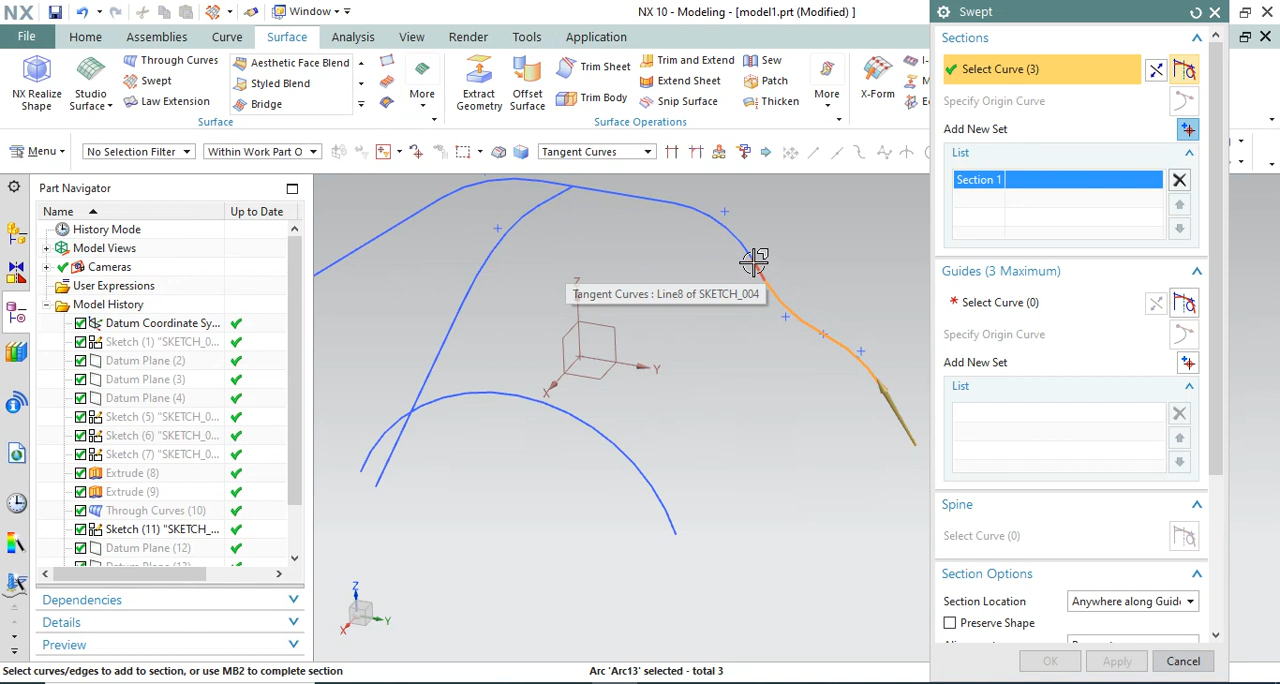 NX
Window
NX 10 - Modeling - [model1.prt (Modified) ]
Swept
File
Home
Assemblies
Curve
Surface
Analysis
View
Render
Tools
Application
NX Realize
Shape
Studio
Surface
Through Curves
Swept
Law Extension
Aesthetic Face Blend
Styled Blend
Bridge
More
Surface
Extract
Geometry
Offset
Surface
Trim Sheet
Trim Body
Trim and Extend
Extend Sheet
Snip Surface
Sew
Patch
Thicken
More
Surface Operations
X-Form
Menu
No Selection Filter
Within Work Part O
Tangent Curves
Part Navigator
Name
Up to Date
History Mode
Model Views
Cameras
User Expressions
Model History
Datum Coordinate Sy...
Sketch (1) "SKETCH_0...
Datum Plane (2)
Datum Plane (3)
Datum Plane (4)
Sketch (5) "SKETCH_0...
Sketch (6) "SKETCH_0...
Sketch (7) "SKETCH_0...
Extrude (8)
Extrude (9)
Through Curves (10)
Sketch (11) "SKETCH_...
Datum Plane (12)
Dependencies
Details
Preview
Tangent Curves : Line8 of SKETCH_004
Z
Y
X
Z
Y
X
Sections
Select Curve (3)
Specify Origin Curve
Add New Set
List
Section 1
Guides (3 Maximum)
* Select Curve (0)
Specify Origin Curve
Add New Set
List
Spine
Select Curve (0)
Section Options
Section Location
Anywhere along Guid
Preserve Shape
OK
Apply
Cancel
Select curves/edges to add to section, or use MB2 to complete section
Arc 'Arc13' selected - total 3